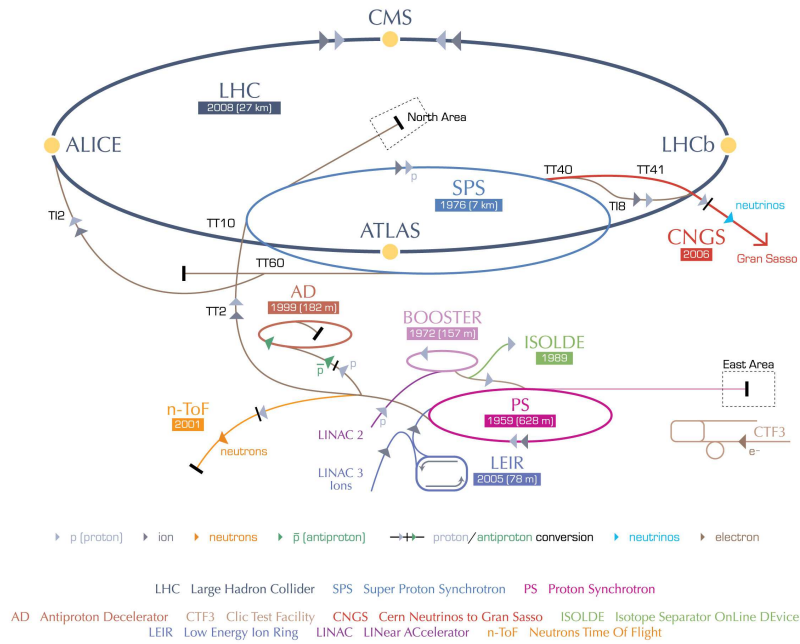 CMS
LHC
2008 (27 km)
North Area
ALICE
LHCb
TT40
TT41
p
SPS
1976 (7 km)
TI8
neutrinos
TI2
TT10
ATLAS
CNGS
2006
Gran Sasso
TT60
AD
1999 (182 m)
TT2
BOOSTER
1972 (157 m)
ISOLDE
1989
p̅
p
East Area
n-ToF
2001
p
PS
1959 (628 m)
LINAC 2
neutrons
CTF3
e-
LINAC 3
Ions
LEIR
2005 (78 m)
p (proton)
ion
neutrons
p̅ (antiproton)
proton/antiproton conversion
neutrinos
electron
LHC Large Hadron Collider SPS Super Proton Synchrotron PS Proton Synchrotron
AD Antiproton Decelerator CTF3 Clic Test Facility CNGS Cern Neutrinos to Gran Sasso ISOLDE Isotope Separator OnLine DEvice
LEIR Low Energy Ion Ring LINAC LINear ACcelerator n-ToF Neutrons Time Of Flight